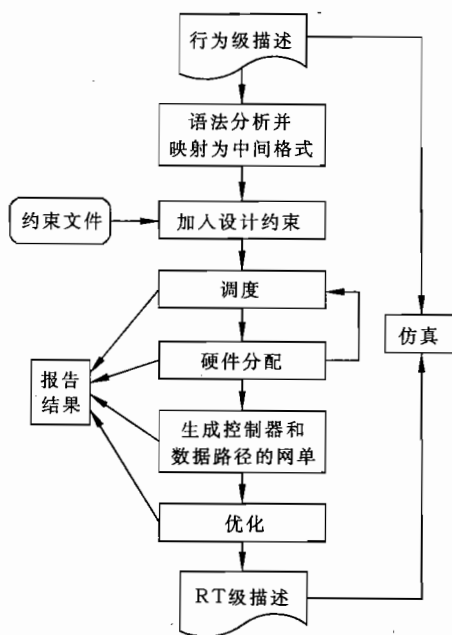 行为级描述
语法分析并
映射为中间格式
约束文件
加入设计约束
调度
仿真
硬件分配
报告
结果
生成控制器和
数据路径的网单
优化
RT级描述